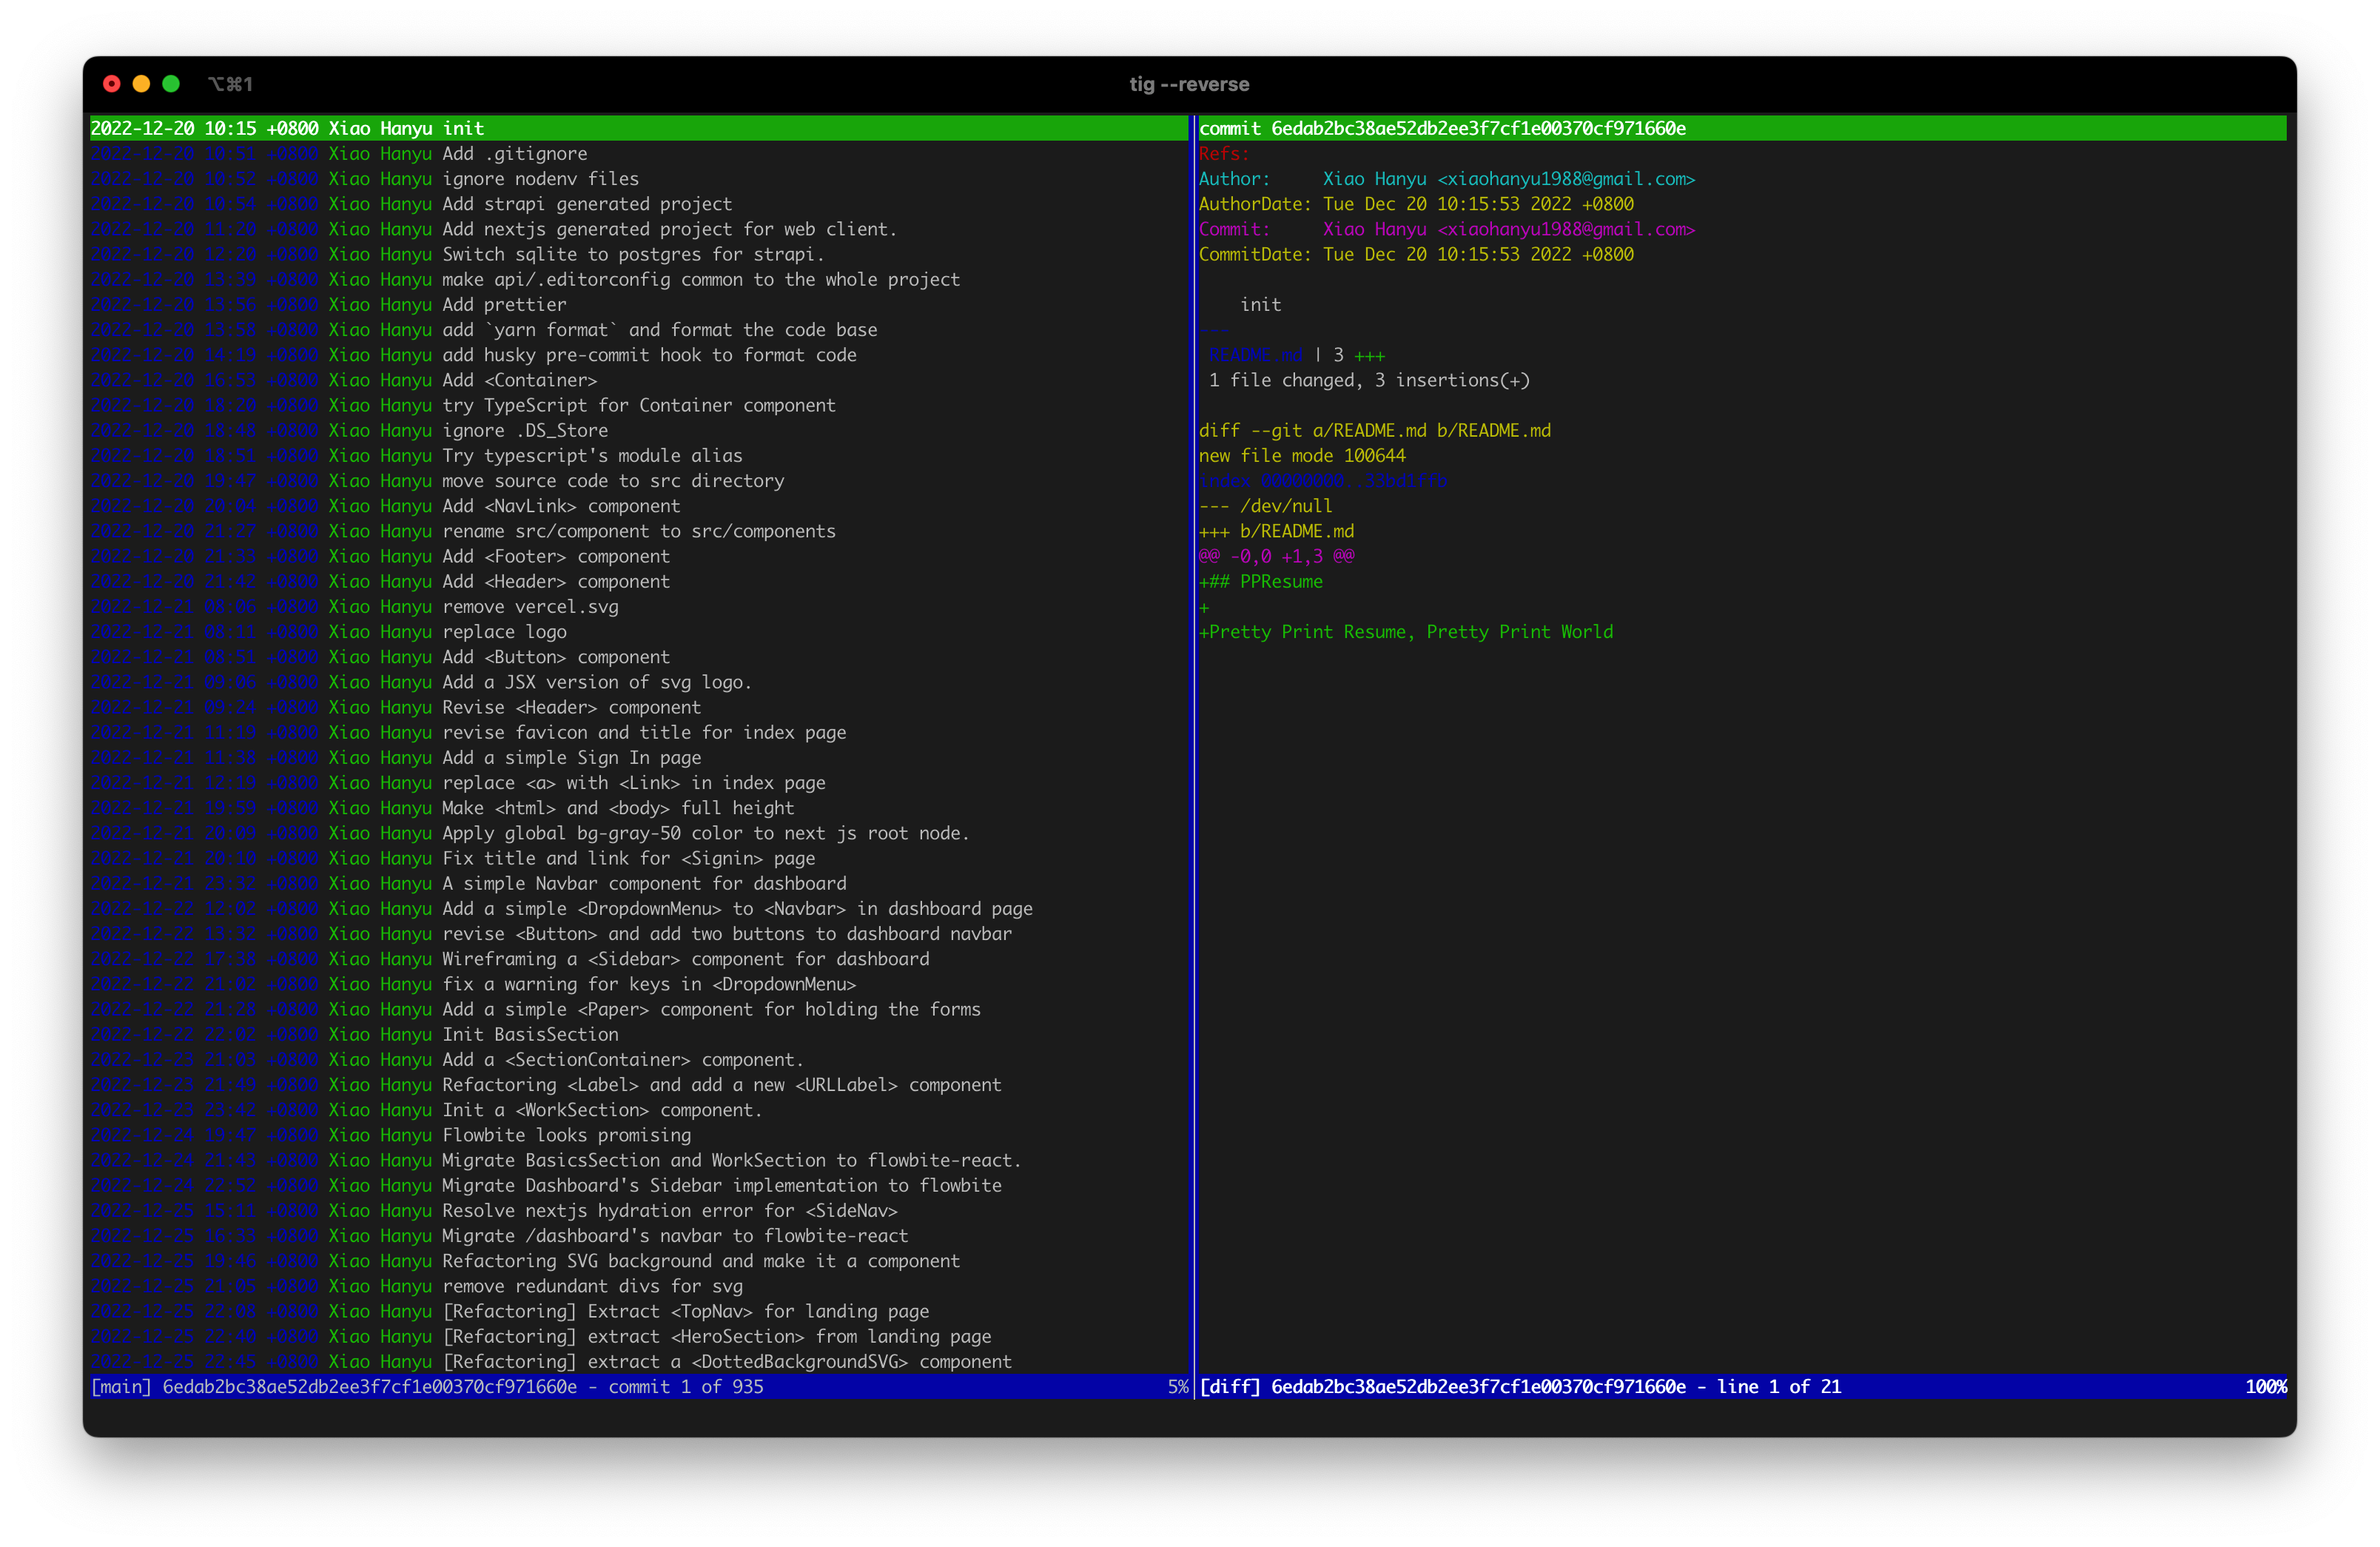 ⌥⌘1
tig --reverse
2022-12-20 10:15 +0800 Xiao Hanyu init
2022-12-20 10:51 +0800 Xiao Hanyu Add .gitignore
2022-12-20 10:52 +0800 Xiao Hanyu ignore nodenv files
2022-12-20 10:54 +0800 Xiao Hanyu Add strapi generated project
2022-12-20 11:20 +0800 Xiao Hanyu Add nextjs generated project for web client.
2022-12-20 12:20 +0800 Xiao Hanyu Switch sqlite to postgres for strapi.
2022-12-20 13:39 +0800 Xiao Hanyu make api/.editorconfig common to the whole project
2022-12-20 13:56 +0800 Xiao Hanyu Add prettier
2022-12-20 13:58 +0800 Xiao Hanyu add `yarn format` and format the code base
2022-12-20 14:19 +0800 Xiao Hanyu add husky pre-commit hook to format code
2022-12-20 16:53 +0800 Xiao Hanyu Add <Container>
2022-12-20 18:20 +0800 Xiao Hanyu try TypeScript for Container component
2022-12-20 18:48 +0800 Xiao Hanyu ignore .DS_Store
2022-12-20 18:51 +0800 Xiao Hanyu Try typescript's module alias
2022-12-20 19:47 +0800 Xiao Hanyu move source code to src directory
2022-12-20 20:04 +0800 Xiao Hanyu Add <NavLink> component
2022-12-20 21:27 +0800 Xiao Hanyu rename src/component to src/components
2022-12-20 21:33 +0800 Xiao Hanyu Add <Footer> component
2022-12-20 21:42 +0800 Xiao Hanyu Add <Header> component
2022-12-21 08:06 +0800 Xiao Hanyu remove vercel.svg
2022-12-21 08:11 +0800 Xiao Hanyu replace logo
2022-12-21 08:51 +0800 Xiao Hanyu Add <Button> component
2022-12-21 09:06 +0800 Xiao Hanyu Add a JSX version of svg logo.
2022-12-21 09:24 +0800 Xiao Hanyu Revise <Header> component
2022-12-21 11:19 +0800 Xiao Hanyu revise favicon and title for index page
2022-12-21 11:38 +0800 Xiao Hanyu Add a simple Sign In page
2022-12-21 12:19 +0800 Xiao Hanyu replace <a> with <Link> in index page
2022-12-21 19:59 +0800 Xiao Hanyu Make <html> and <body> full height
2022-12-21 20:09 +0800 Xiao Hanyu Apply global bg-gray-50 color to next js root node.
2022-12-21 20:10 +0800 Xiao Hanyu Fix title and link for <Signin> page
2022-12-21 23:32 +0800 Xiao Hanyu A simple Navbar component for dashboard
2022-12-22 12:02 +0800 Xiao Hanyu Add a simple <DropdownMenu> to <Navbar> in dashboard page
2022-12-22 13:32 +0800 Xiao Hanyu revise <Button> and add two buttons to dashboard navbar
2022-12-22 17:38 +0800 Xiao Hanyu Wireframing a <Sidebar> component for dashboard
2022-12-22 21:02 +0800 Xiao Hanyu fix a warning for keys in <DropdownMenu>
2022-12-22 21:28 +0800 Xiao Hanyu Add a simple <Paper> component for holding the forms
2022-12-22 22:02 +0800 Xiao Hanyu Init BasisSection
2022-12-23 21:03 +0800 Xiao Hanyu Add a <SectionContainer> component.
2022-12-23 21:49 +0800 Xiao Hanyu Refactoring <Label> and add a new <URLLabel> component
2022-12-23 23:42 +0800 Xiao Hanyu Init a <WorkSection> component.
2022-12-24 19:47 +0800 Xiao Hanyu Flowbite looks promising
2022-12-24 21:43 +0800 Xiao Hanyu Migrate BasicsSection and WorkSection to flowbite-react.
2022-12-24 22:52 +0800 Xiao Hanyu Migrate Dashboard's Sidebar implementation to flowbite
2022-12-25 15:11 +0800 Xiao Hanyu Resolve nextjs hydration error for <SideNav>
2022-12-25 16:33 +0800 Xiao Hanyu Migrate /dashboard's navbar to flowbite-react
2022-12-25 19:46 +0800 Xiao Hanyu Refactoring SVG background and make it a component
2022-12-25 21:05 +0800 Xiao Hanyu remove redundant divs for svg
2022-12-25 22:08 +0800 Xiao Hanyu [Refactoring] Extract <TopNav> for landing page
2022-12-25 22:40 +0800 Xiao Hanyu [Refactoring] extract <HeroSection> from landing page
2022-12-25 22:45 +0800 Xiao Hanyu [Refactoring] extract a <DottedBackgroundSVG> component
[main] 6edab2bc38ae52db2ee3f7cf1e00370cf971660e - commit 1 of 935 5%
commit 6edab2bc38ae52db2ee3f7cf1e00370cf971660e
Refs:
Author: Xiao Hanyu <xiaohanyu1988@gmail.com>
AuthorDate: Tue Dec 20 10:15:53 2022 +0800
Commit: Xiao Hanyu <xiaohanyu1988@gmail.com>
CommitDate: Tue Dec 20 10:15:53 2022 +0800
init
---
README.md | 3 +++
1 file changed, 3 insertions(+)
diff --git a/README.md b/README.md
new file mode 100644
index 00000000..33bd1ffb
--- /dev/null
+++ b/README.md
@@ -0,0 +1,3 @@
+## PPResume
+
+Pretty Print Resume, Pretty Print World
[diff] 6edab2bc38ae52db2ee3f7cf1e00370cf971660e - line 1 of 21 100%